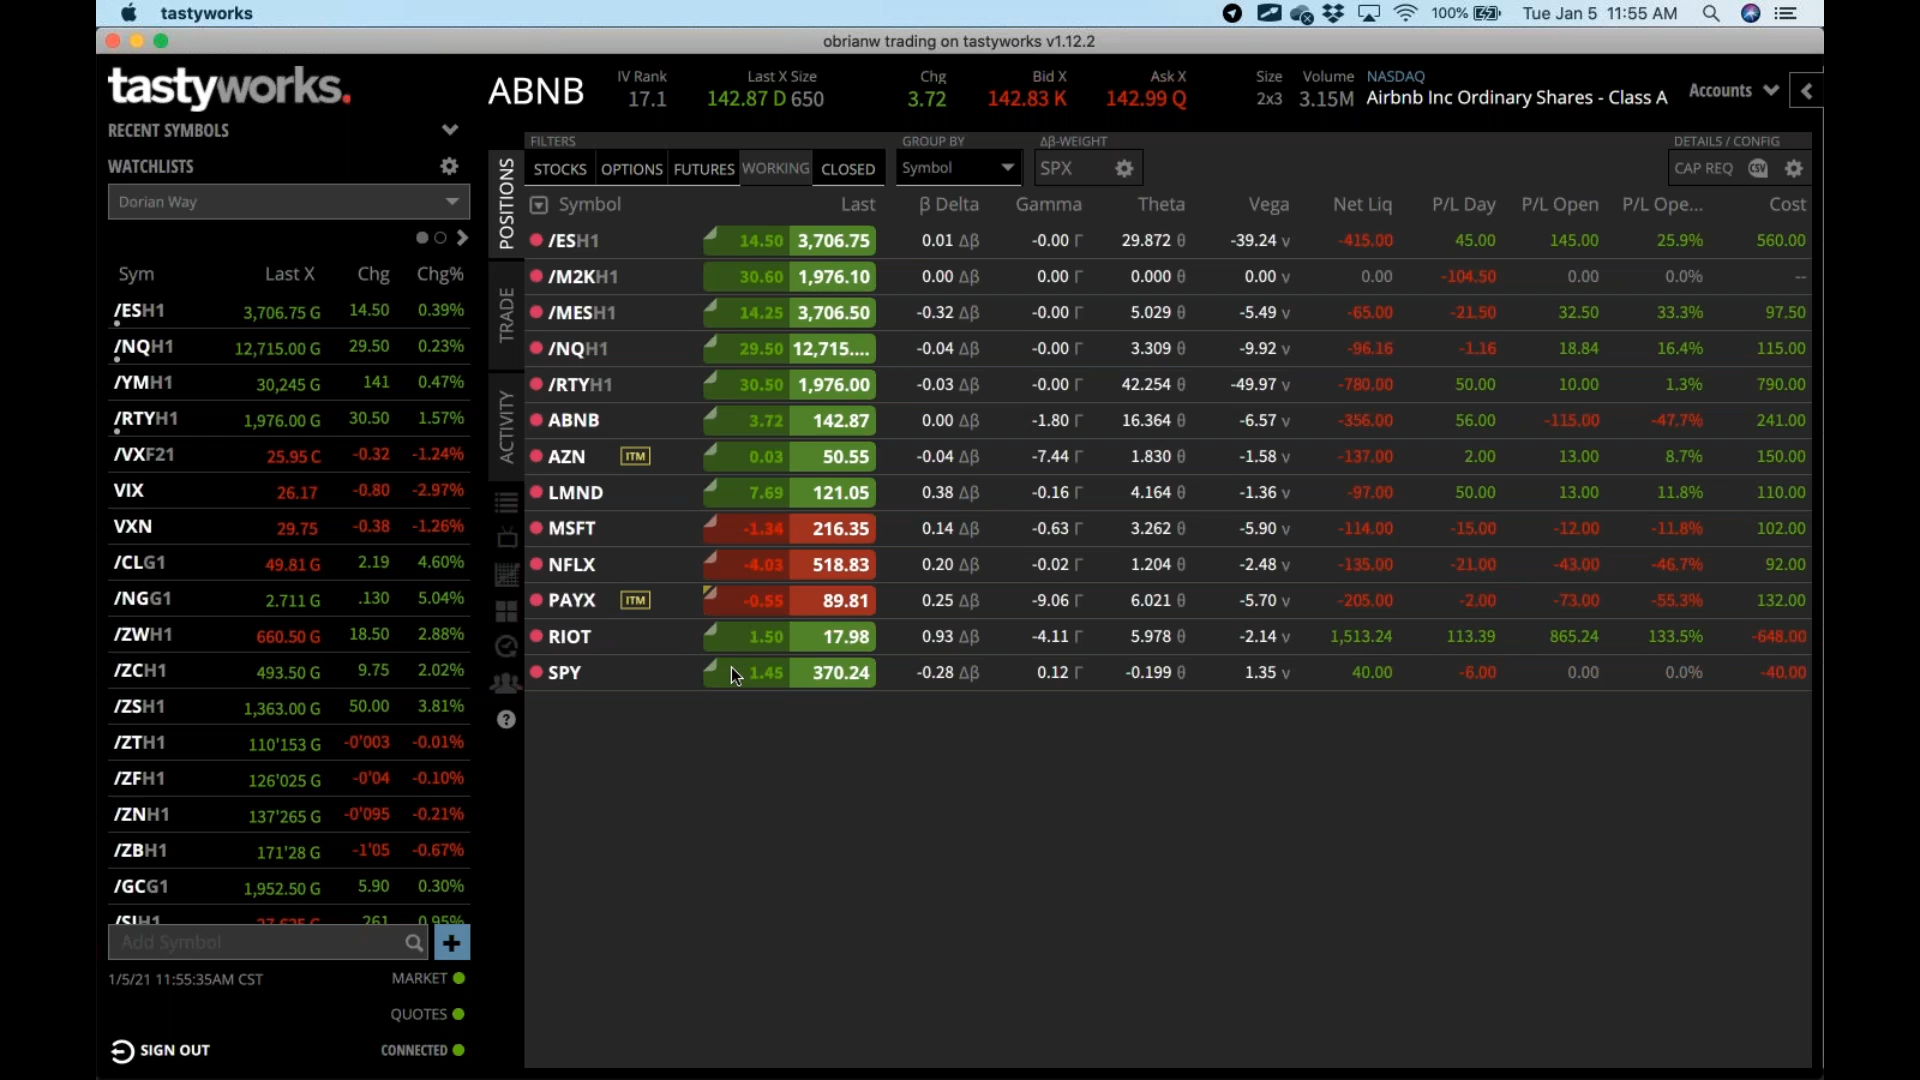 tastyworks
100%
Tue Jan 5 11:55 AM
obrianw trading on tastyworks v1.12.2
tastyworks.
ABNB
IV Rank
17.1
Last X Size
142.87 D 650
Chg
3.72
Bid X
142.83 K
Ask X
142.99 Q
Size
2x3
Volume
3.15M
NASDAQ
Airbnb Inc Ordinary Shares - Class A
Accounts
RECENT SYMBOLS
WATCHLISTS
Dorian Way
Sym Last X Chg Chg%
/ESH1 3,706.75 G 14.50 0.39%
/NQH1 12,715.00 G 29.50 0.23%
/YMH1 30,245 G 141 0.47%
/RTYH1 1,976.00 G 30.50 1.57%
/VXF21 25.95 C -0.32 -1.24%
VIX 26.17 -0.80 -2.97%
VXN 29.75 -0.38 -1.26%
/CLG1 49.81 G 2.19 4.60%
/NGG1 2.711 G .130 5.04%
/ZWH1 660.50 G 18.50 2.88%
/ZCH1 493.50 G 9.75 2.02%
/ZSH1 1,363.00 G 50.00 3.81%
/ZTH1 110'153 G -0'003 -0.01%
/ZFH1 126'025 G -0'04 -0.10%
/ZNH1 137'265 G -0'095 -0.21%
/ZBH1 171'28 G -1'05 -0.67%
/GCG1 1,952.50 G 5.90 0.30%
/SIH1 27.625 G .261 0.95%
Add Symbol
1/5/21 11:55:35AM CST
MARKET
QUOTES
SIGN OUT
CONNECTED
POSITIONS
TRADE
ACTIVITY
FILTERS
STOCKS OPTIONS FUTURES WORKING CLOSED
GROUP BY
Symbol
Δβ-WEIGHT
SPX
DETAILS / CONFIG
CAP REQ CSV
Symbol Last β Delta Gamma Theta Vega Net Liq P/L Day P/L Open P/L Ope... Cost
/ESH1 14.50 3,706.75 0.01 Δβ -0.00 Γ 29.872 θ -39.24 v -415.00 45.00 145.00 25.9% 560.00
/M2KH1 30.60 1,976.10 0.00 Δβ 0.00 Γ 0.000 θ 0.00 v 0.00 -104.50 0.00 0.0% --
/MESH1 14.25 3,706.50 -0.32 Δβ -0.00 Γ 5.029 θ -5.49 v -65.00 -21.50 32.50 33.3% 97.50
/NQH1 29.50 12,715.... -0.04 Δβ -0.00 Γ 3.309 θ -9.92 v -96.16 -1.16 18.84 16.4% 115.00
/RTYH1 30.50 1,976.00 -0.03 Δβ -0.00 Γ 42.254 θ -49.97 v -780.00 50.00 10.00 1.3% 790.00
ABNB 3.72 142.87 0.00 Δβ -1.80 Γ 16.364 θ -6.57 v -356.00 56.00 -115.00 -47.7% 241.00
AZN ITM 0.03 50.55 -0.04 Δβ -7.44 Γ 1.830 θ -1.58 v -137.00 2.00 13.00 8.7% 150.00
LMND 7.69 121.05 0.38 Δβ -0.16 Γ 4.164 θ -1.36 v -97.00 50.00 13.00 11.8% 110.00
MSFT -1.34 216.35 0.14 Δβ -0.63 Γ 3.262 θ -5.90 v -114.00 -15.00 -12.00 -11.8% 102.00
NFLX -4.03 518.83 0.20 Δβ -0.02 Γ 1.204 θ -2.48 v -135.00 -21.00 -43.00 -46.7% 92.00
PAYX ITM -0.55 89.81 0.25 Δβ -9.06 Γ 6.021 θ -5.70 v -205.00 -2.00 -73.00 -55.3% 132.00
RIOT 1.50 17.98 0.93 Δβ -4.11 Γ 5.978 θ -2.14 v 1,513.24 113.39 865.24 133.5% -648.00
SPY 1.45 370.24 -0.28 Δβ 0.12 Γ -0.199 θ 1.35 v 40.00 -6.00 0.00 0.0% -40.00